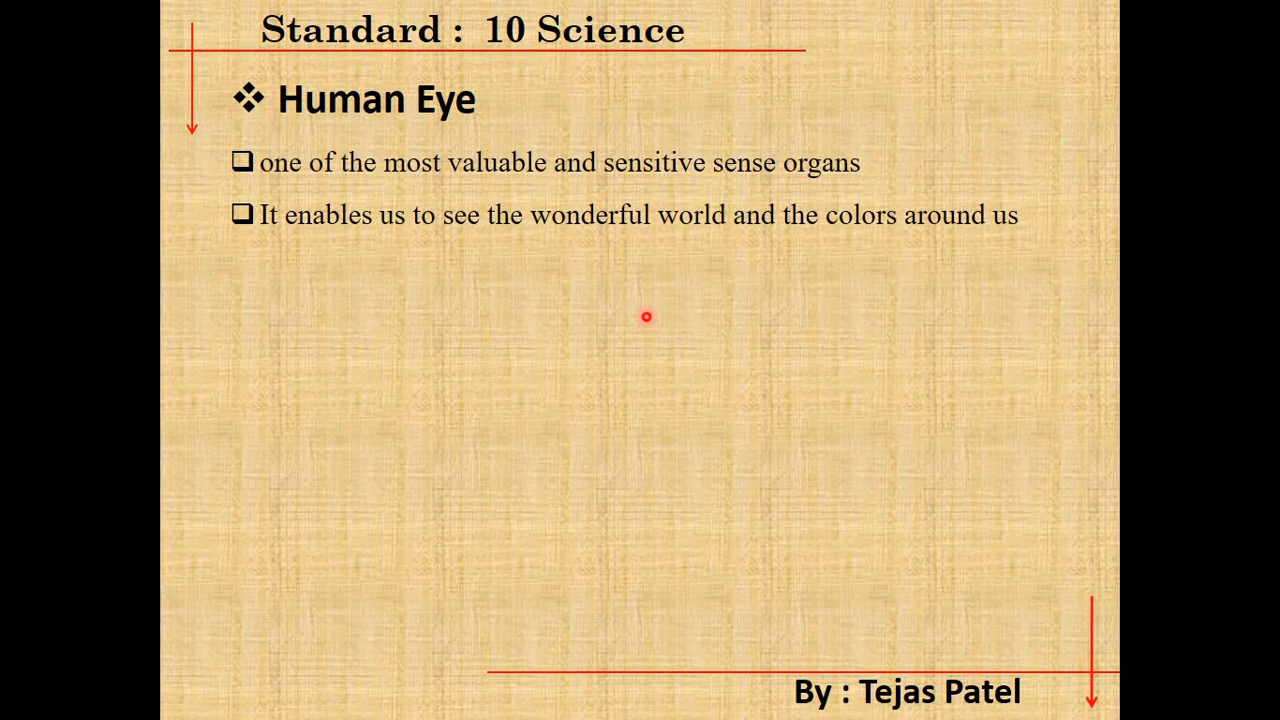 Standard : 10 Science
Human Eye
one of the most valuable and sensitive sense organs
It enables us to see the wonderful world and the colors around us
By : Tejas Patel